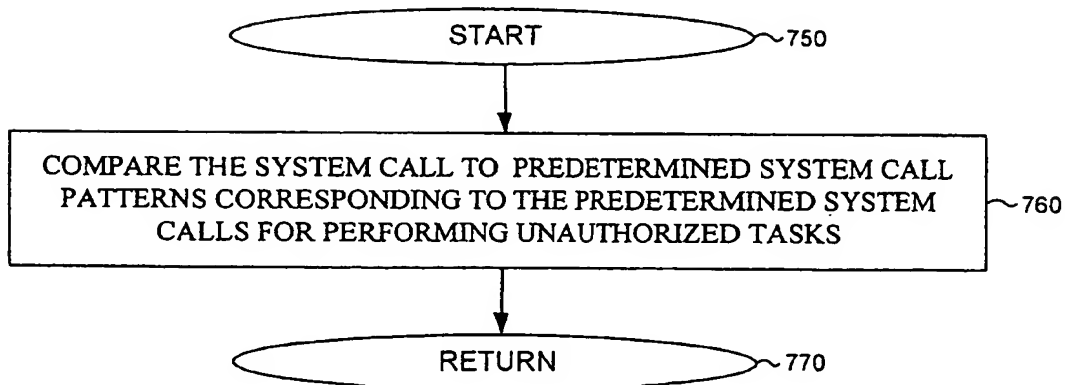 START
750
COMPARE THE SYSTEM CALL TO PREDETERMINED SYSTEM CALL
PATTERNS CORRESPONDING TO THE PREDETERMINED SYSTEM
CALLS FOR PERFORMING UNAUTHORIZED TASKS
760
RETURN
770